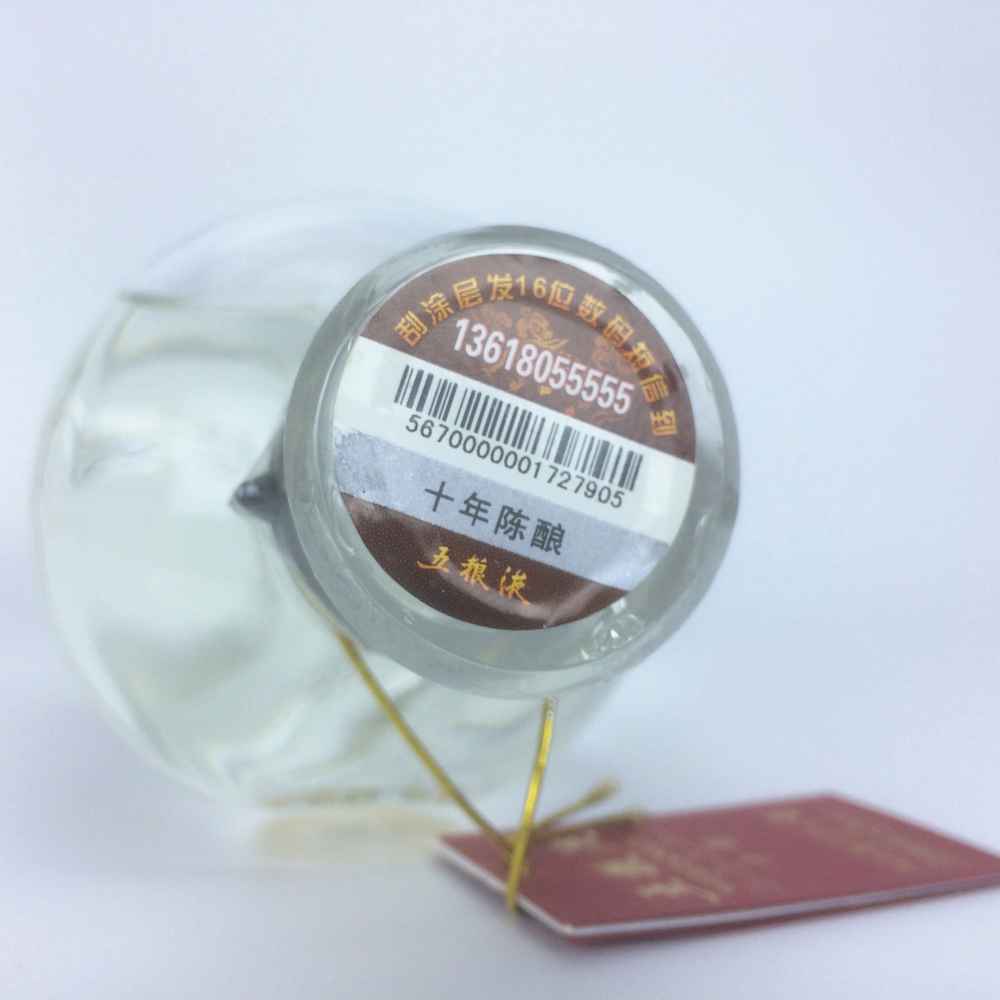 刮涂层发16位数码短信到
13618055555
5670000001727905
十年陈酿
五粮液